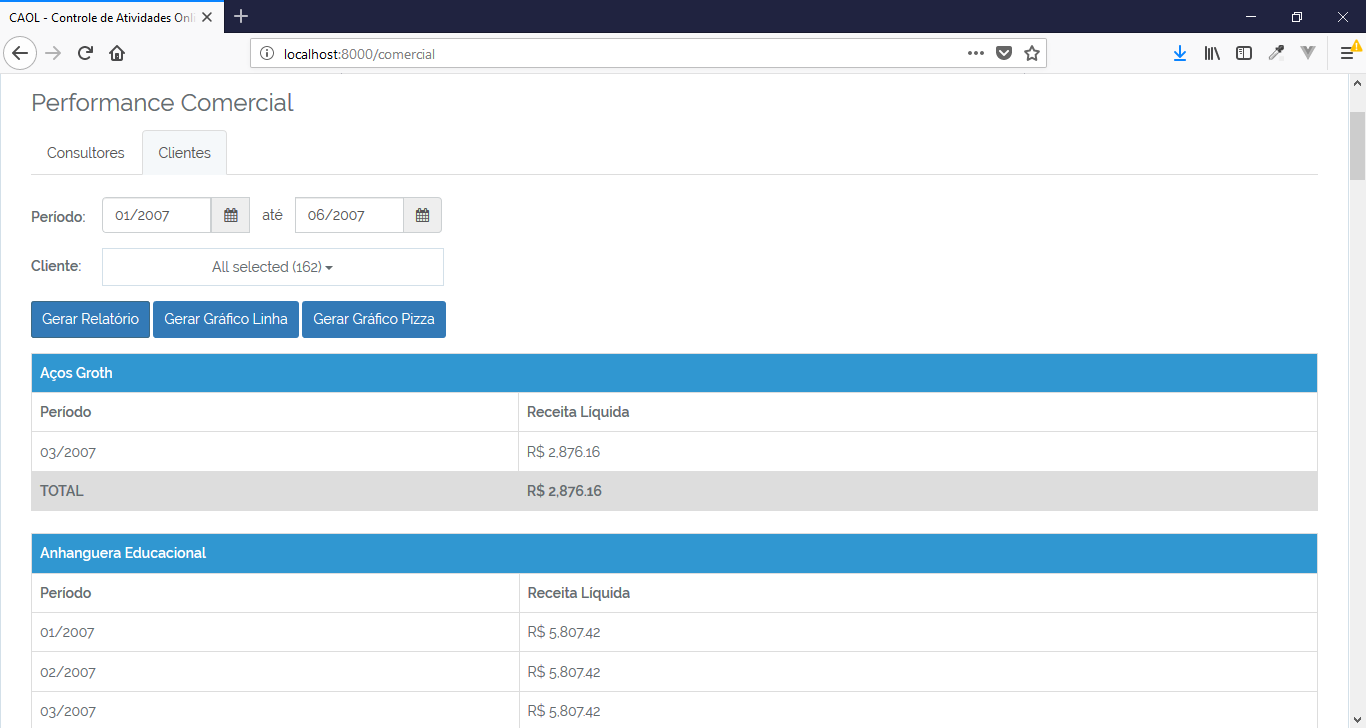 CAOL - Controle de Atividades Onli
localhost:8000/comercial
Performance Comercial
Consultores Clientes
Período: 01/2007 até 06/2007
Cliente: All selected (162)
Gerar Relatório Gerar Gráfico Linha Gerar Gráfico Pizza
Aços Groth
Período Receita Líquida
03/2007 R$ 2,876.16
TOTAL R$ 2,876.16
Anhanguera Educacional
Período Receita Líquida
01/2007 R$ 5,807.42
02/2007 R$ 5,807.42
03/2007 R$ 5,807.42